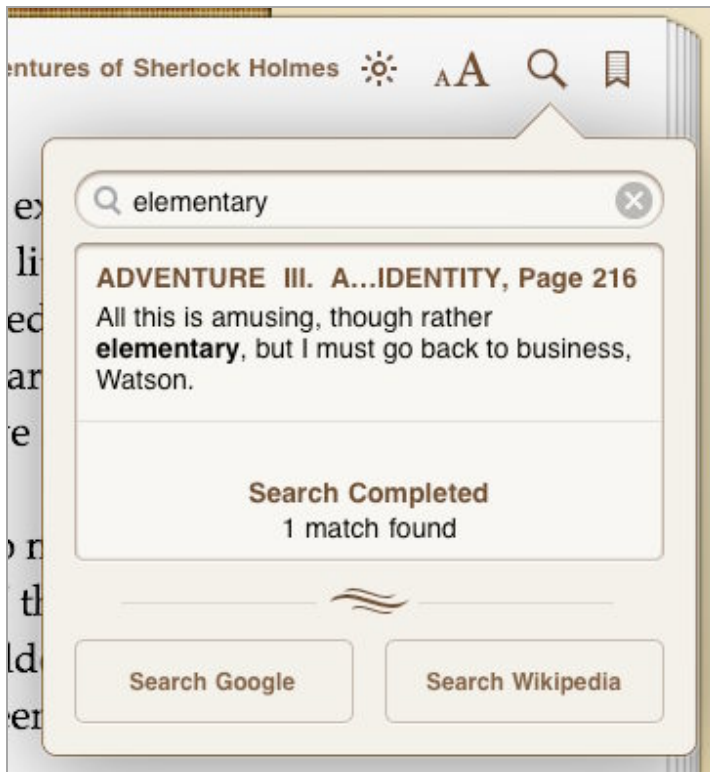 entures of Sherlock Holmes AA
elementary
ADVENTURE III. A...IDENTITY, Page 216
All this is amusing, though rather
elementary, but I must go back to business,
Watson.
Search Completed
1 match found
Search Google
Search Wikipedia